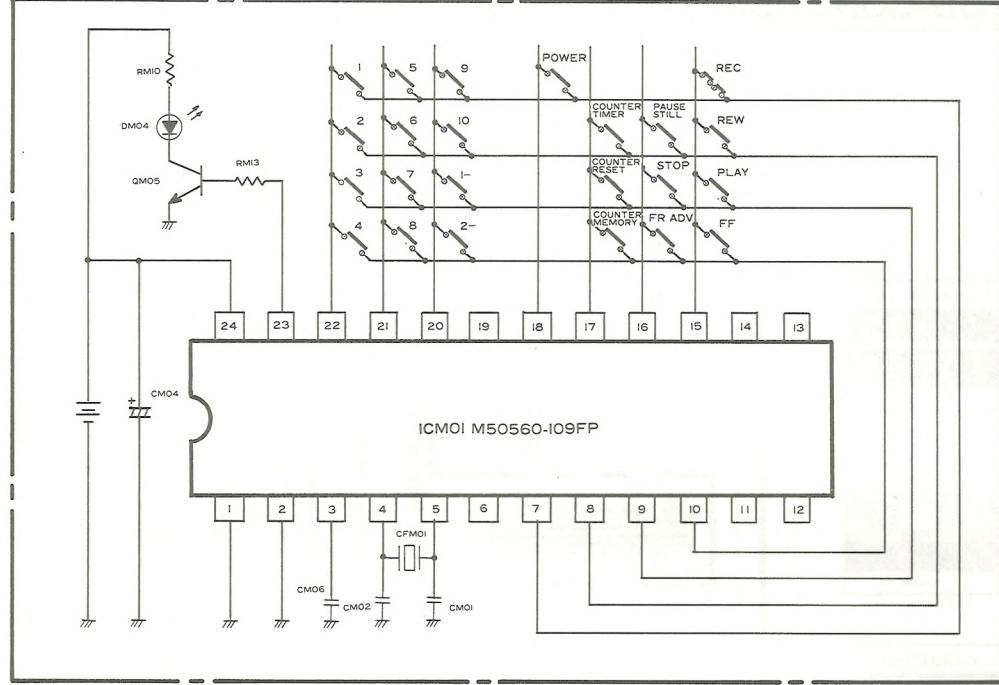 RM10
DM04
QM05
RM13
1 5 9 POWER REC
2 6 10 COUNTER TIMER PAUSE STILL REW
3 7 1- COUNTER RESET STOP PLAY
4 8 2- COUNTER MEMORY FR ADV FF
24 23 22 21 20 19 18 17 16 15 14 13
+
CM04
ICM01 M50560-109FP
1 2 3 4 5 6 7 8 9 10 11 12
CFM01
CM06
CM02
CM01